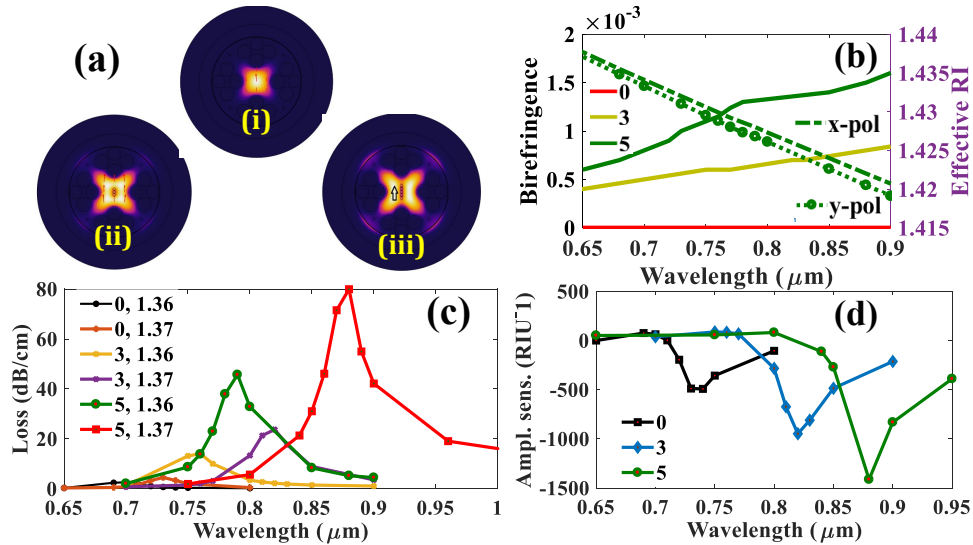 (a)
(i)
(ii)
(iii)
×10⁻³
2
1.5
1
0.5
0
Birefringence
(b)
0
3
5
x-pol
y-pol
1.44
1.435
1.43
1.425
1.42
1.415
Effective RI
0.65 0.7 0.75 0.8 0.85 0.9
Wavelength (μm)
80
60
40
20
0
Loss (dB/cm)
(c)
0, 1.36
0, 1.37
3, 1.36
3, 1.37
5, 1.36
5, 1.37
0.65 0.7 0.75 0.8 0.85 0.9 0.95 1
Wavelength (μm)
500
0
-500
-1000
-1500
Ampl. sens. (RIU⁻1)
(d)
0
3
5
0.65 0.7 0.75 0.8 0.85 0.9 0.95
Wavelength (μm)